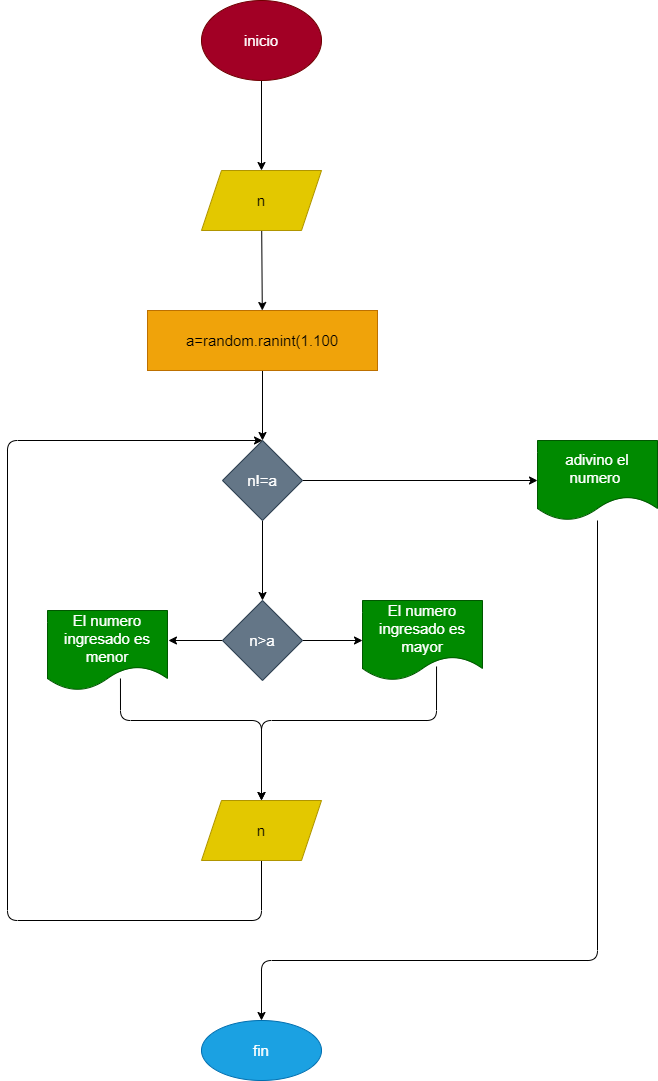 inicio
n
a=random.ranint(1.100
n!=a
adivino el
numero
El numero
ingresado es
menor
n>a
El numero
ingresado es
mayor
n
fin